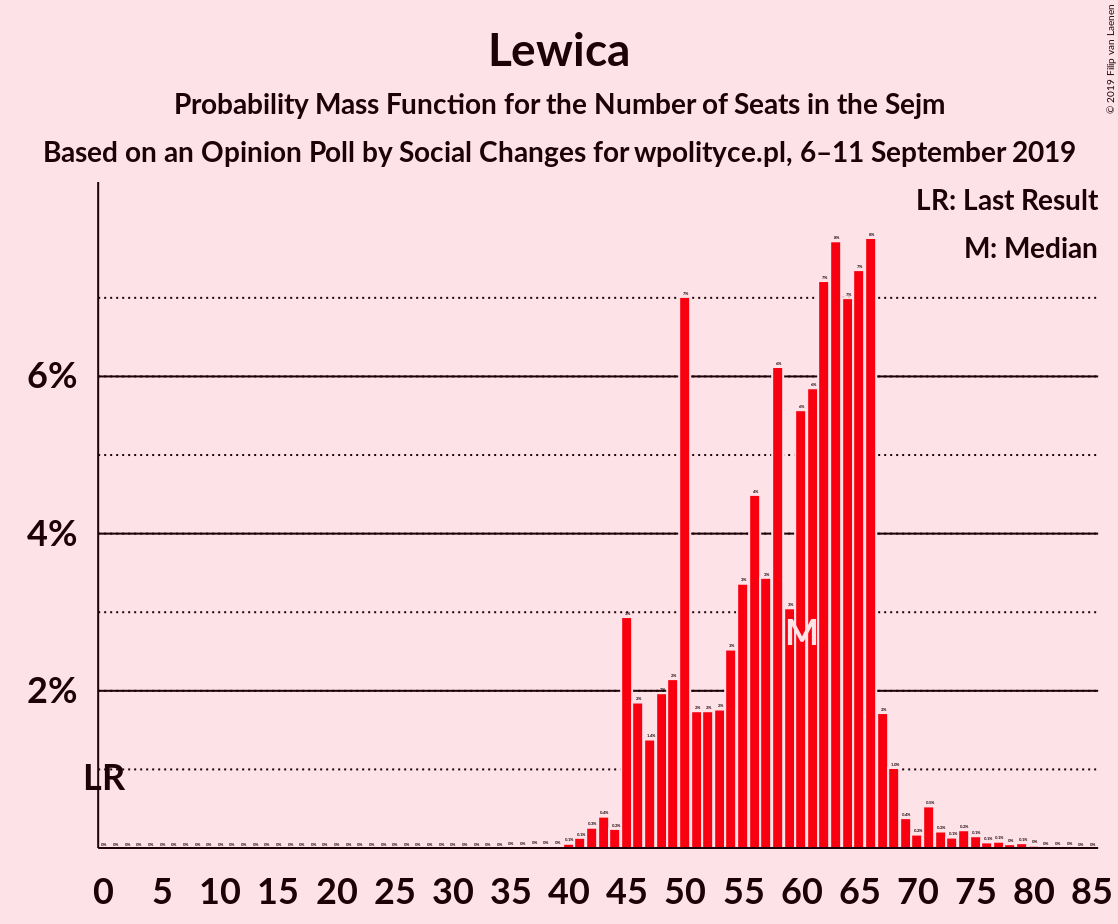 Lewica
Probability Mass Function for the Number of Seats in the Sejm
Based on an Opinion Poll by Social Changes for wpolityce.pl, 6–11 September 2019
© 2019 Filip van Laenen
LR: Last Result
M: Median
6%
4%
2%
LR
M
0 5 10 15 20 25 30 35 40 45 50 55 60 65 70 75 80 85